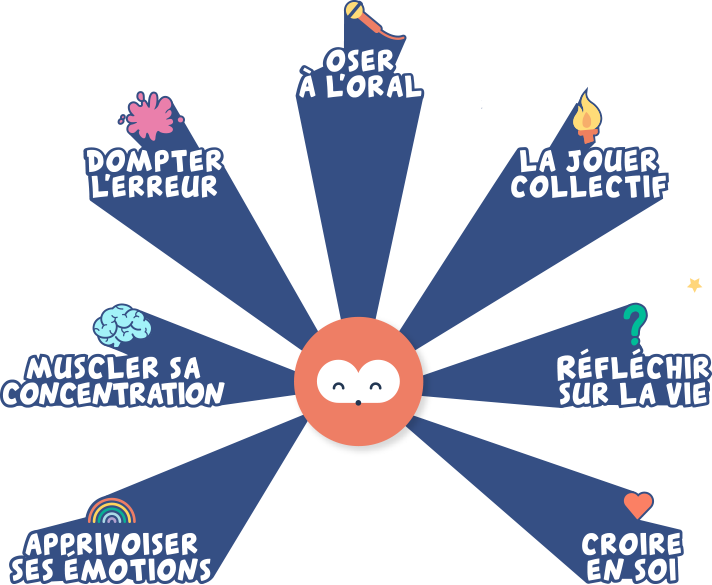 OSER
À L'ORAL
DOMPTER
L'ERREUR
LA JOUER
COLLECTIF
MUSCLER SA
CONCENTRATION
RÉFLÉCHIR
SUR LA VIE
APPRIVOISER
SES ÉMOTIONS
CROIRE
EN SOI